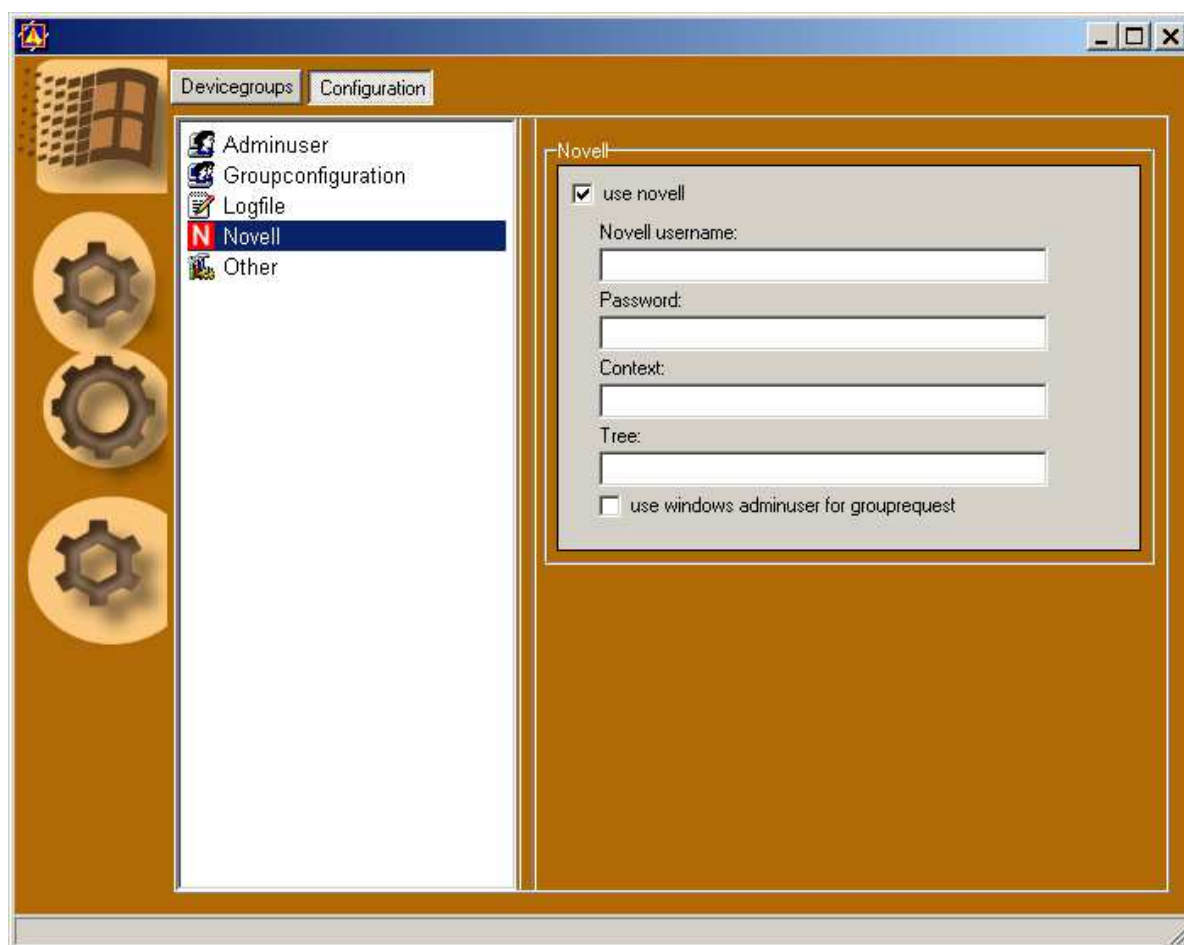 Devicegroups
Configuration
Adminuser
Groupconfiguration
Logfile
N Novell
Other
Novell
use novell
Novell username:
Password:
Context:
Tree:
use windows adminuser for grouprequest